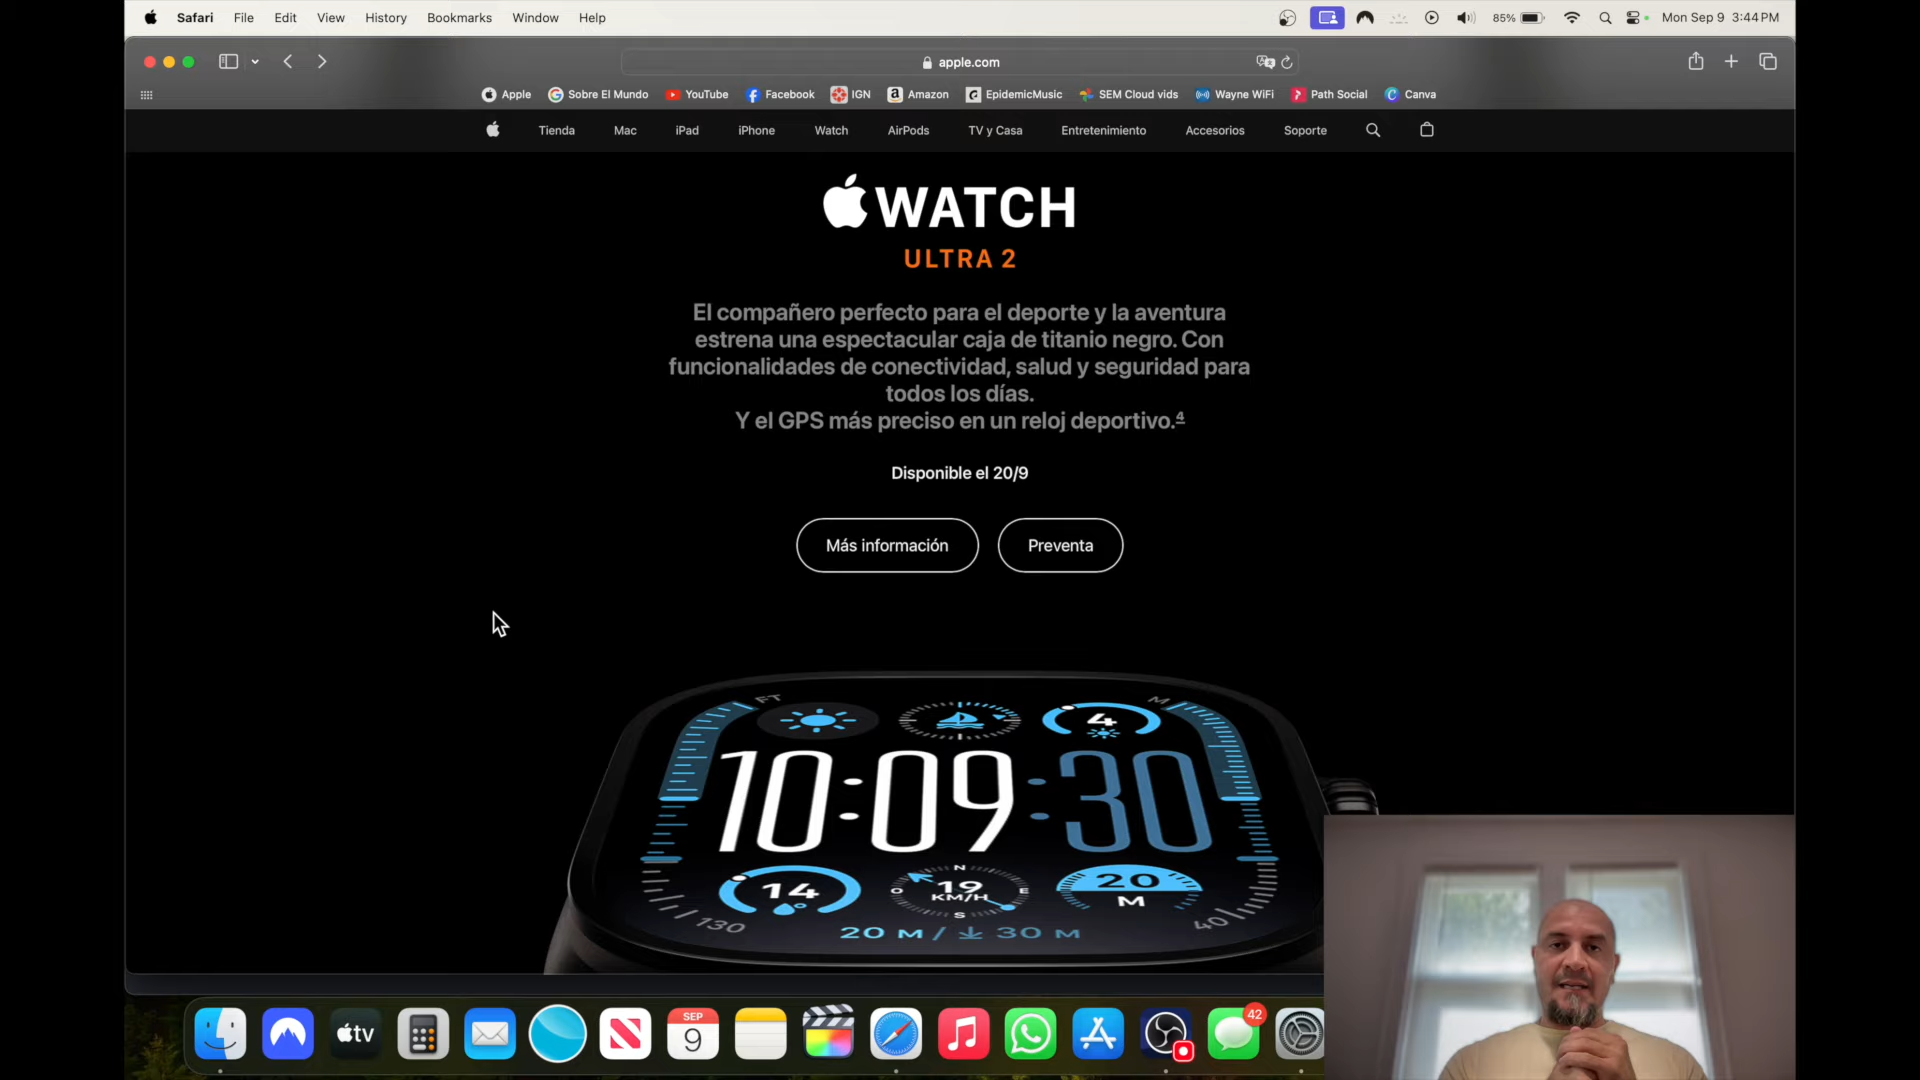 Safari File Edit View History Bookmarks Window Help 85% Mon Sep 9 3:44 PM
apple.com
Apple Sobre El Mundo YouTube Facebook IGN Amazon EpidemicMusic SEM Cloud vids Wayne WiFi Path Social Canva
Tienda Mac iPad iPhone Watch AirPods TV y Casa Entretenimiento Accesorios Soporte
WATCH
ULTRA 2
El compañero perfecto para el deporte y la aventura
estrena una espectacular caja de titanio negro. Con
funcionalidades de conectividad, salud y seguridad para
todos los días.
Y el GPS más preciso en un reloj deportivo.⁴
Disponible el 20/9
Más información Preventa
FT M
4
10:09:30
14 N O 19 E KM/H S 20 M
130 40
20 M / 30 M
tv SEP 9 42